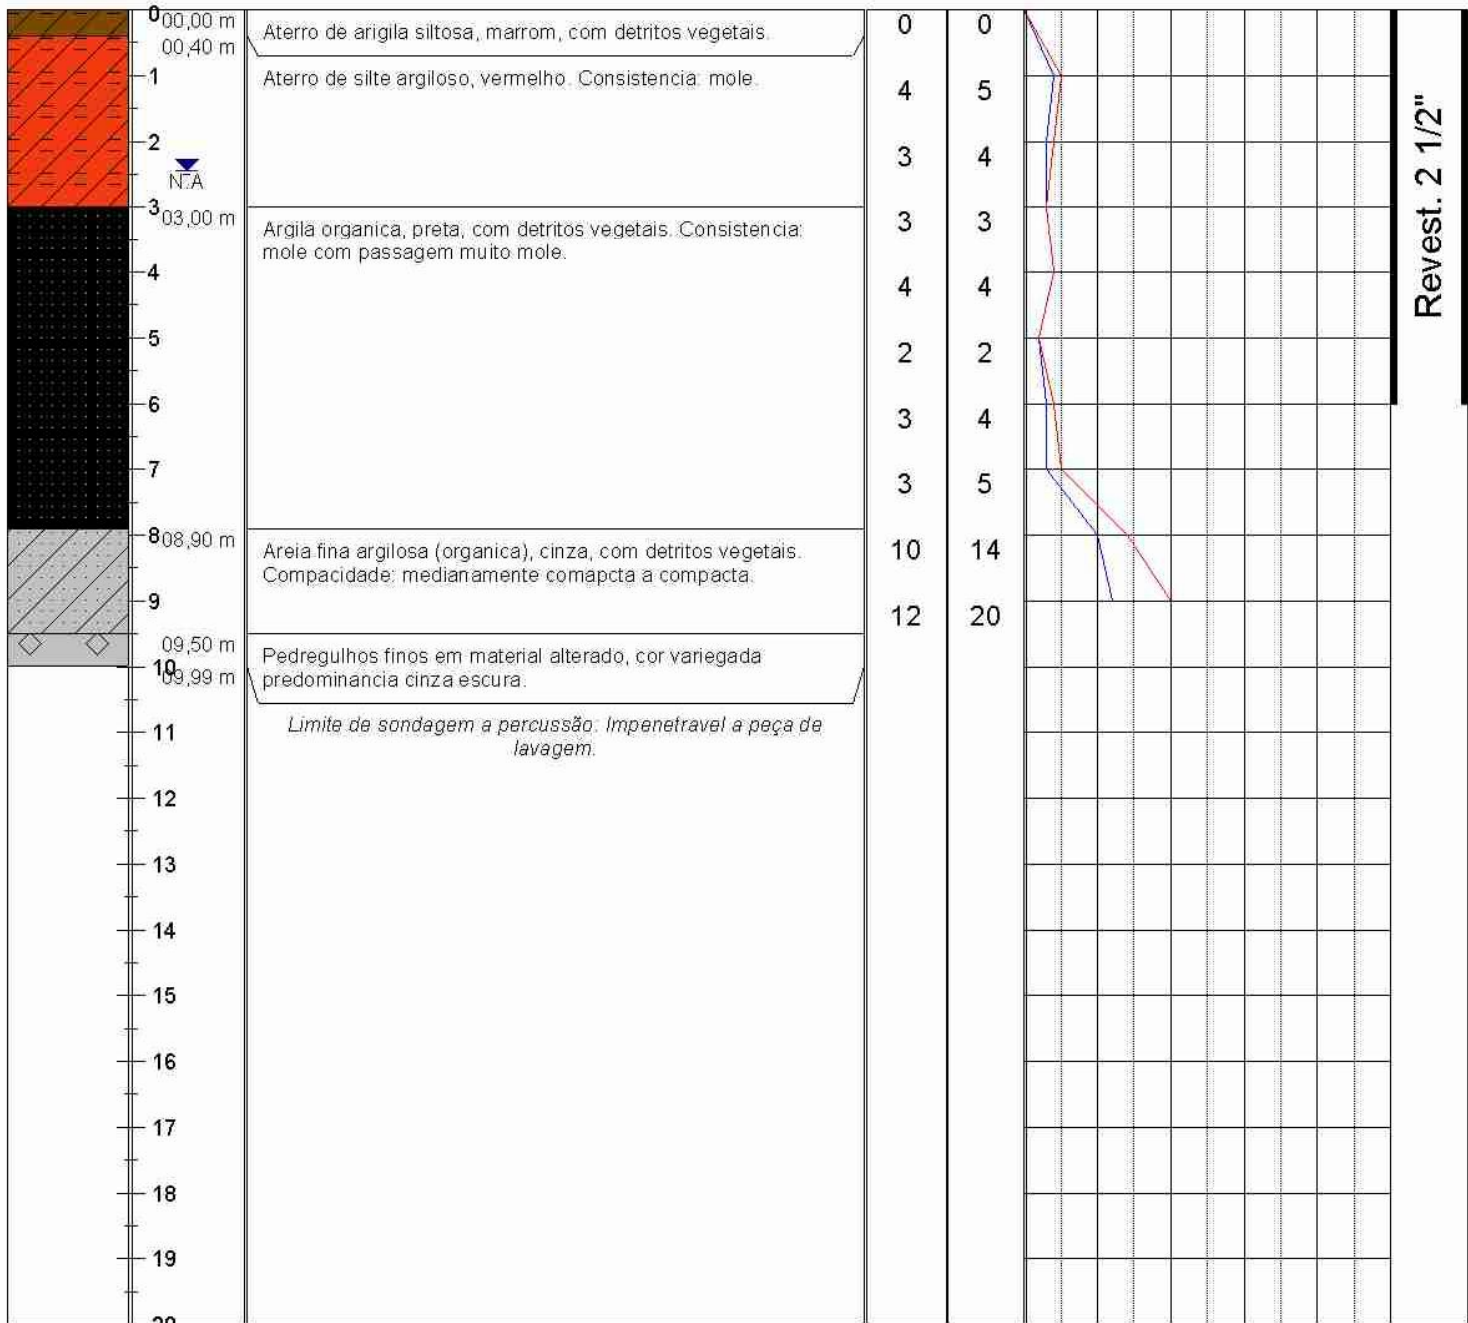 0 00,00 m
00,40 m
Aterro de arigila siltosa, marrom, com detritos vegetais.
0 0
1
Aterro de silte argiloso, vermelho. Consistencia: mole.
4 5
2
3 4
N.A
3 03,00 m
Argila organica, preta, com detritos vegetais. Consistencia:
mole com passagem muito mole.
3 3
4
4 4
5
2 2
6
3 4
7
3 5
8 08,90 m
Areia fina argilosa (organica), cinza, com detritos vegetais.
Compacidade: medianamente comapcta a compacta.
10 14
9
12 20
09,50 m
Pedregulhos finos em material alterado, cor variegada
predominancia cinza escura.
10 09,99 m
Limite de sondagem a percussão: Impenetravel a peça de
lavagem.
11
12
13
14
15
16
17
18
19
20
Revest. 2 1/2"